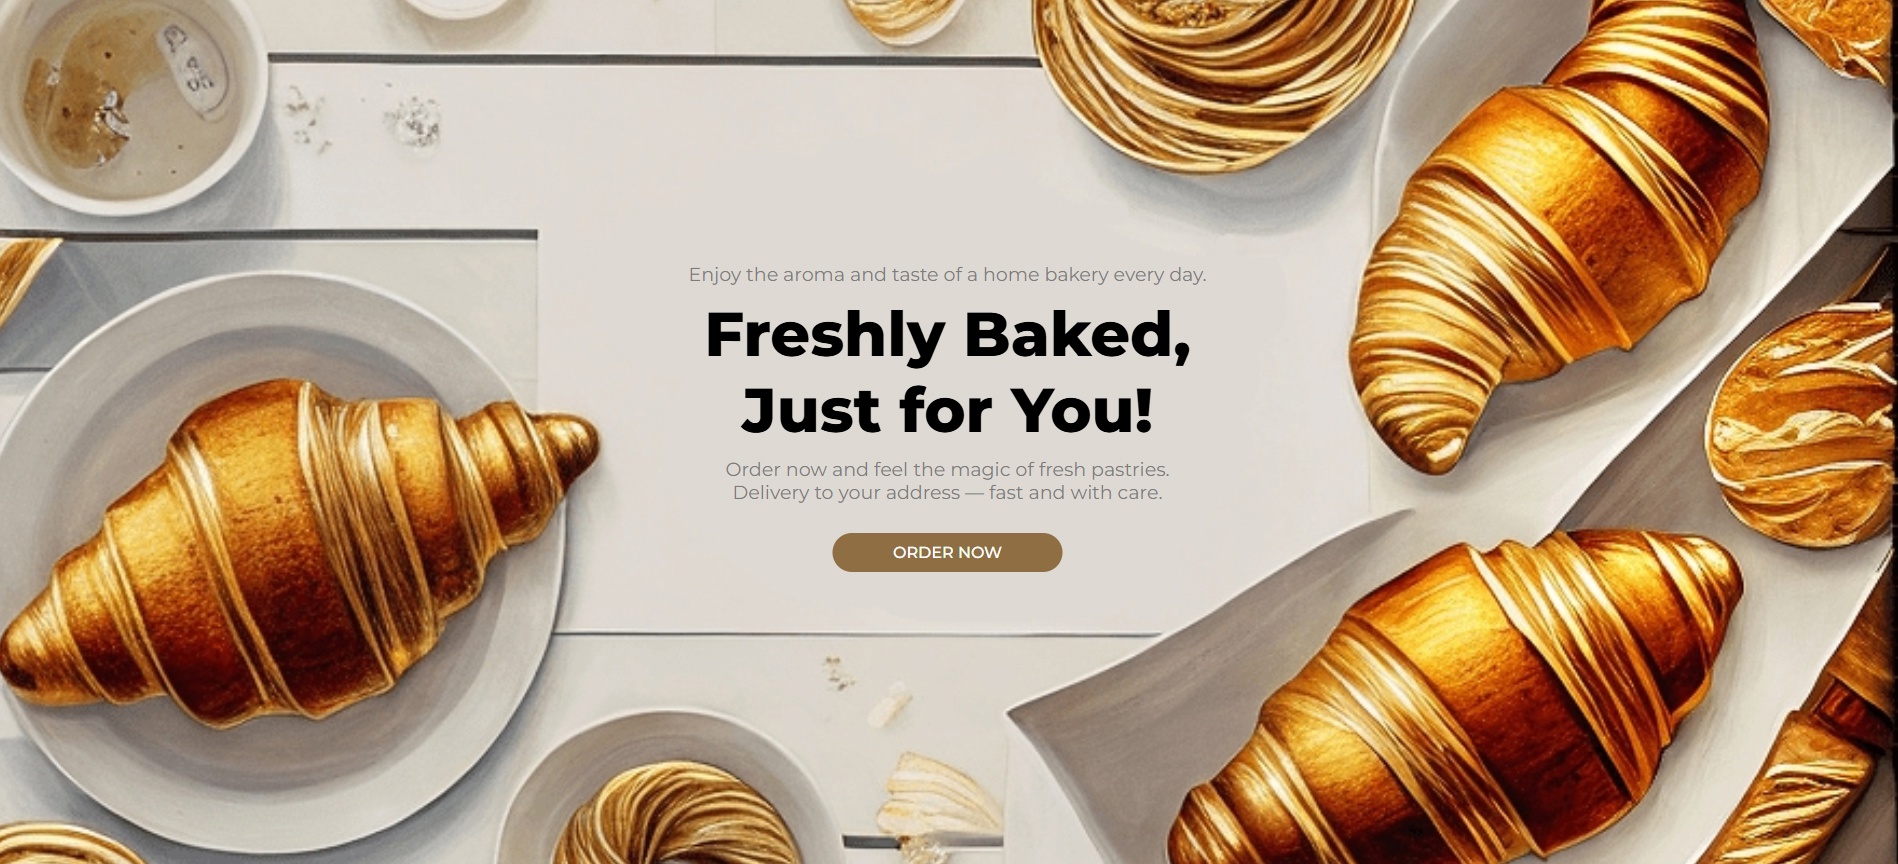 Enjoy the aroma and taste of a home bakery every day.
Freshly Baked,
Just for You!
Order now and feel the magic of fresh pastries.
Delivery to your address — fast and with care.
ORDER NOW